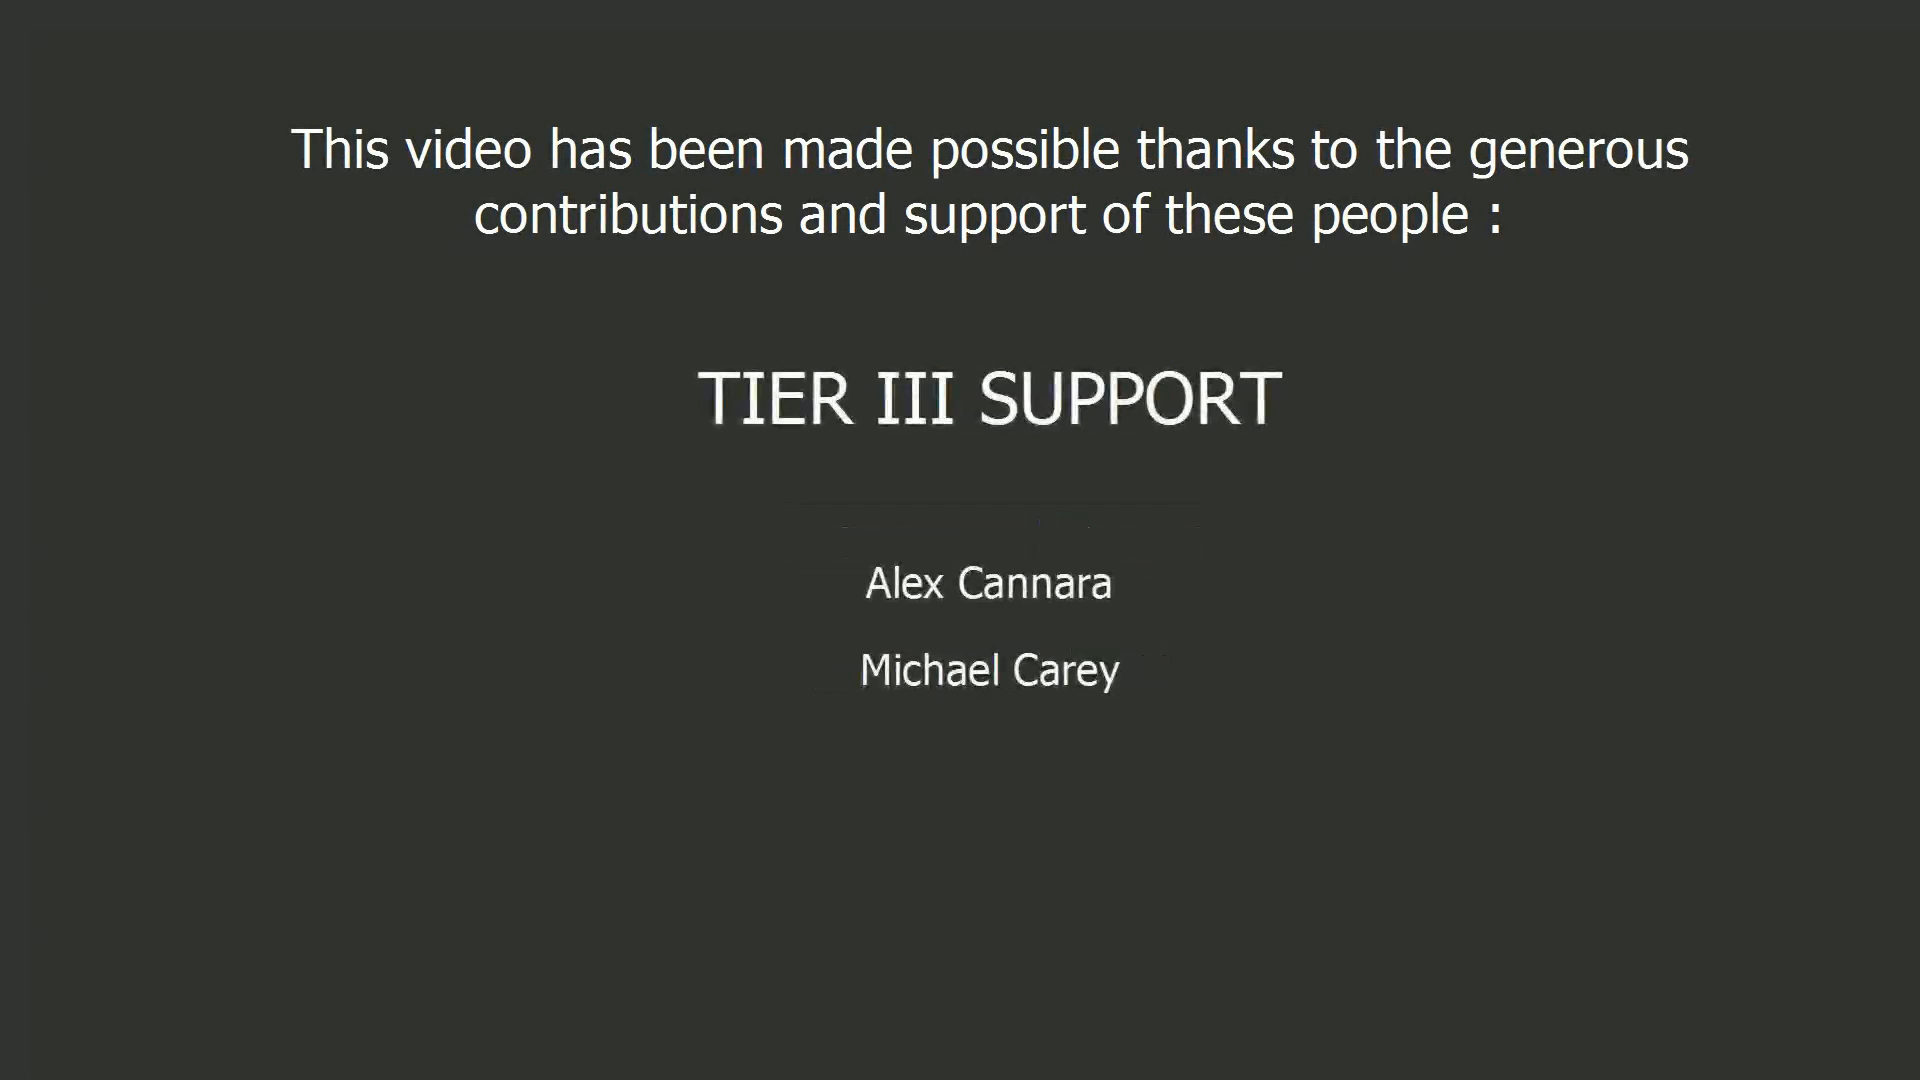 This video has been made possible thanks to the generous
contributions and support of these people :
TIER III SUPPORT
Alex Cannara
Michael Carey